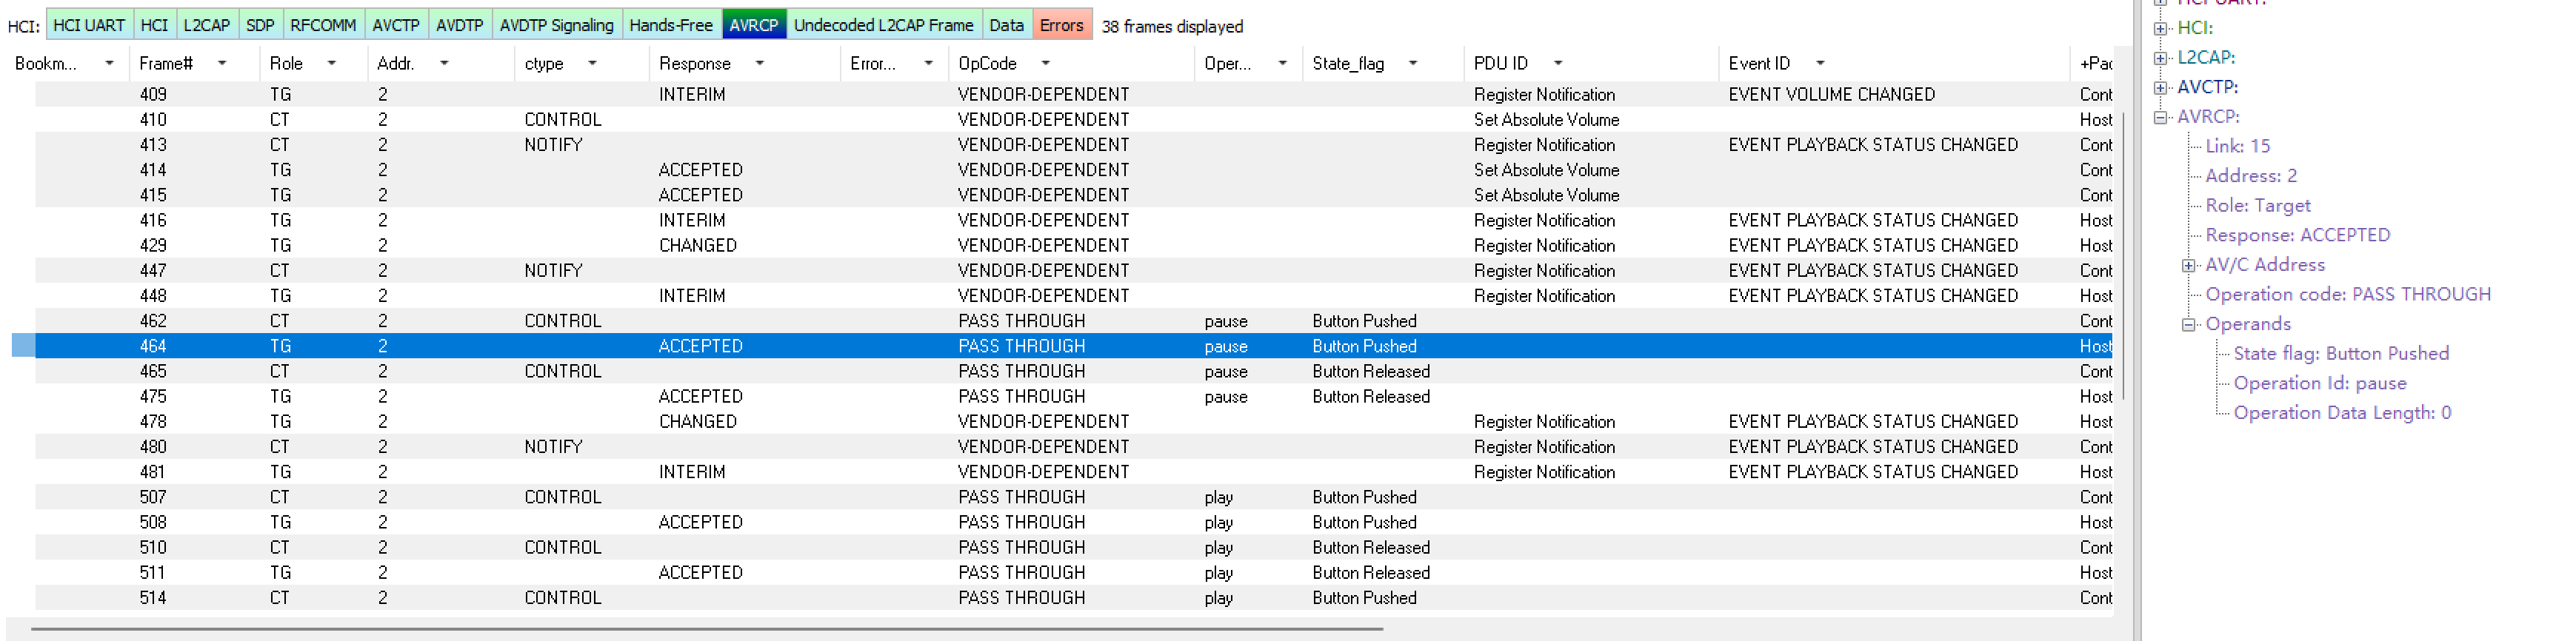 HCI: HCI UART HCI L2CAP SDP RFCOMM AVCTP AVDTP AVDTP Signaling Hands-Free AVRCP Undecoded L2CAP Frame Data Errors 38 frames displayed
Bookm... Frame# Role Addr. ctype Response Error... OpCode Oper... State_flag PDU ID Event ID +Pac
409 TG 2 INTERIM VENDOR-DEPENDENT Register Notification EVENT VOLUME CHANGED Cont
410 CT 2 CONTROL VENDOR-DEPENDENT Set Absolute Volume Host
413 CT 2 NOTIFY VENDOR-DEPENDENT Register Notification EVENT PLAYBACK STATUS CHANGED Cont
414 TG 2 ACCEPTED VENDOR-DEPENDENT Set Absolute Volume Cont
415 TG 2 ACCEPTED VENDOR-DEPENDENT Set Absolute Volume Cont
416 TG 2 INTERIM VENDOR-DEPENDENT Register Notification EVENT PLAYBACK STATUS CHANGED Host
429 TG 2 CHANGED VENDOR-DEPENDENT Register Notification EVENT PLAYBACK STATUS CHANGED Host
447 CT 2 NOTIFY VENDOR-DEPENDENT Register Notification EVENT PLAYBACK STATUS CHANGED Cont
448 TG 2 INTERIM VENDOR-DEPENDENT Register Notification EVENT PLAYBACK STATUS CHANGED Host
462 CT 2 CONTROL PASS THROUGH pause Button Pushed Cont
464 TG 2 ACCEPTED PASS THROUGH pause Button Pushed Host
465 CT 2 CONTROL PASS THROUGH pause Button Released Cont
475 TG 2 ACCEPTED PASS THROUGH pause Button Released Host
478 TG 2 CHANGED VENDOR-DEPENDENT Register Notification EVENT PLAYBACK STATUS CHANGED Host
480 CT 2 NOTIFY VENDOR-DEPENDENT Register Notification EVENT PLAYBACK STATUS CHANGED Cont
481 TG 2 INTERIM VENDOR-DEPENDENT Register Notification EVENT PLAYBACK STATUS CHANGED Host
507 CT 2 CONTROL PASS THROUGH play Button Pushed Cont
508 TG 2 ACCEPTED PASS THROUGH play Button Pushed Host
510 CT 2 CONTROL PASS THROUGH play Button Released Cont
511 TG 2 ACCEPTED PASS THROUGH play Button Released Host
514 CT 2 CONTROL PASS THROUGH play Button Pushed Cont
HCI UART:
HCI:
L2CAP:
AVCTP:
AVRCP:
Link: 15
Address: 2
Role: Target
Response: ACCEPTED
AV/C Address
Operation code: PASS THROUGH
Operands
State flag: Button Pushed
Operation Id: pause
Operation Data Length: 0